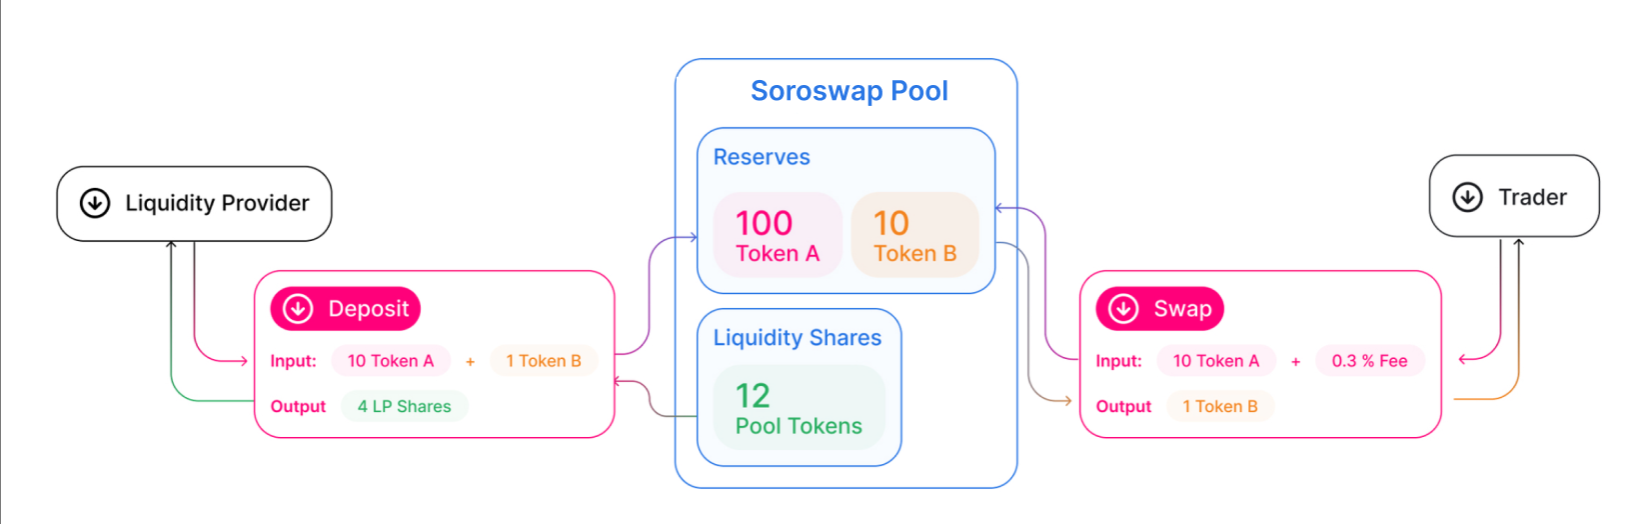 Soroswap Pool
Reserves
100
Token A
10
Token B
Liquidity Shares
12
Pool Tokens
Liquidity Provider
Deposit
Input: 10 Token A + 1 Token B
Output 4 LP Shares
Trader
Swap
Input: 10 Token A + 0.3 % Fee
Output 1 Token B